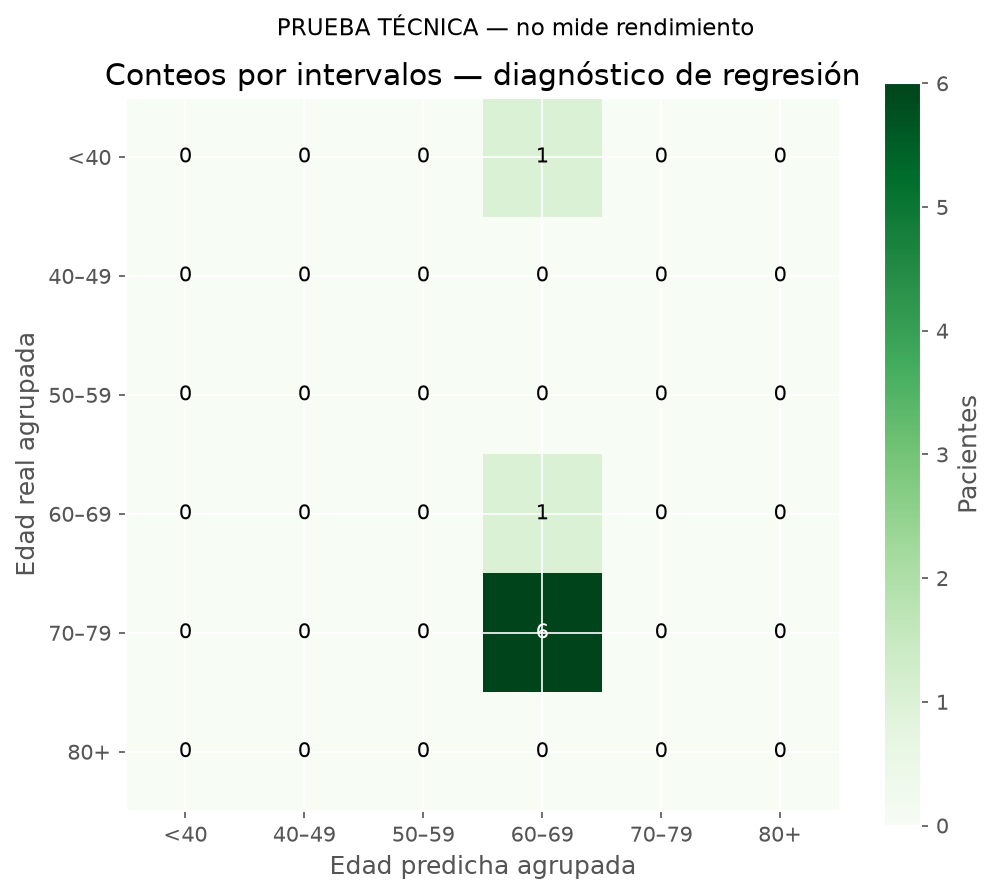 PRUEBA TÉCNICA — no mide rendimiento
Conteos por intervalos — diagnóstico de regresión
<40 0 0 0 1 0 0
40–49 0 0 0 0 0 0
50–59 0 0 0 0 0 0
60–69 0 0 0 1 0 0
70–79 0 0 0 6 0 0
80+ 0 0 0 0 0 0
<40 40–49 50–59 60–69 70–79 80+
Edad predicha agrupada
Edad real agrupada
6
5
4
3
2
1
0
Pacientes